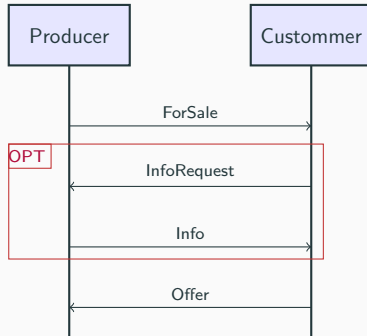 Producer
Custommer
ForSale
OPT
InfoRequest
Info
Offer